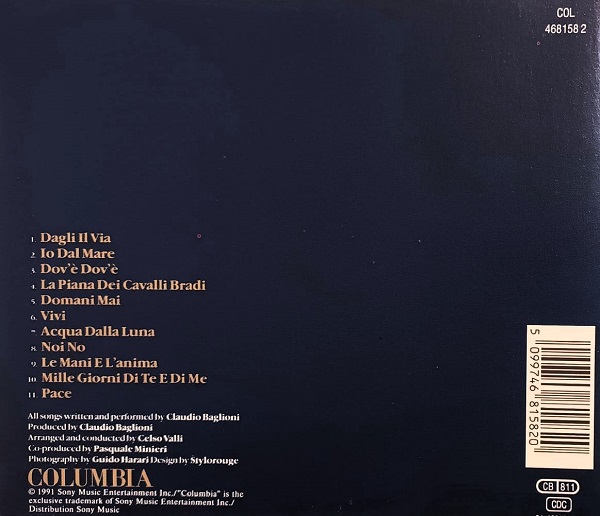 COL
468158 2
1. Dagli Il Via
2. Io Dal Mare
3. Dov'è Dov'è
4. La Piana Dei Cavalli Bradi
5. Domani Mai
6. Vivi
7. Acqua Dalla Luna
8. Noi No
9. Le Mani E L'anima
10. Mille Giorni Di Te E Di Me
11. Pace
All songs written and performed by Claudio Baglioni
Produced by Claudio Baglioni
Arranged and conducted by Celso Valli
Co-produced by Pasquale Minieri
Photography by Guido Harari Design by Stylorouge
COLUMBIA
© 1991 Sony Music Entertainment Inc./"Columbia" is the
exclusive trademark of Sony Music Entertainment Inc./
Distribution Sony Music
5 099746 815820
CB 811
CDC